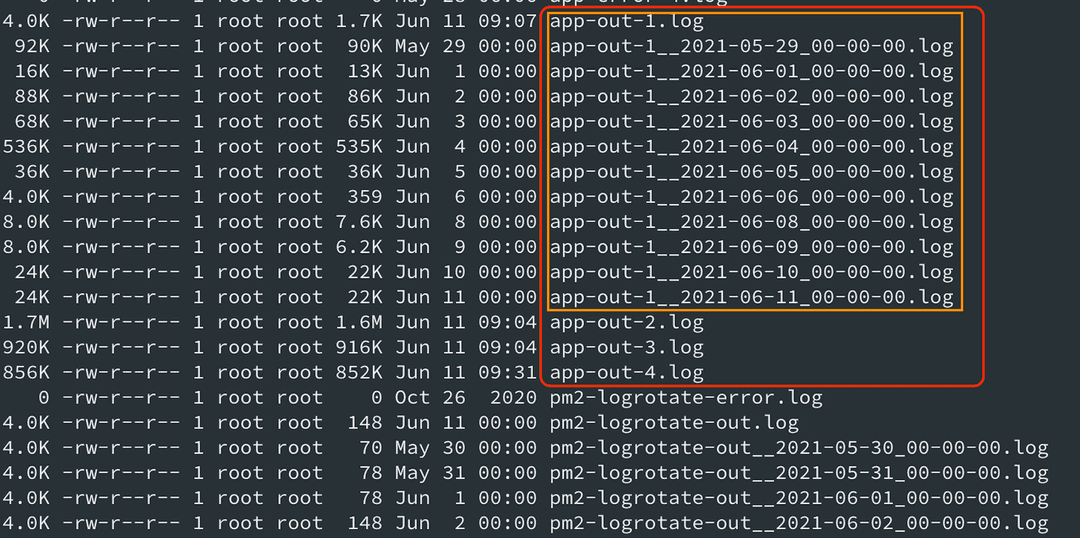 4.0K -rw-r--r-- 1 root root 1.7K Jun 11 09:07 app-out-1.log
92K -rw-r--r-- 1 root root 90K May 29 00:00 app-out-1__2021-05-29_00-00-00.log
16K -rw-r--r-- 1 root root 13K Jun 1 00:00 app-out-1__2021-06-01_00-00-00.log
88K -rw-r--r-- 1 root root 86K Jun 2 00:00 app-out-1__2021-06-02_00-00-00.log
68K -rw-r--r-- 1 root root 65K Jun 3 00:00 app-out-1__2021-06-03_00-00-00.log
536K -rw-r--r-- 1 root root 535K Jun 4 00:00 app-out-1__2021-06-04_00-00-00.log
36K -rw-r--r-- 1 root root 36K Jun 5 00:00 app-out-1__2021-06-05_00-00-00.log
4.0K -rw-r--r-- 1 root root 359 Jun 6 00:00 app-out-1__2021-06-06_00-00-00.log
8.0K -rw-r--r-- 1 root root 7.6K Jun 8 00:00 app-out-1__2021-06-08_00-00-00.log
8.0K -rw-r--r-- 1 root root 6.2K Jun 9 00:00 app-out-1__2021-06-09_00-00-00.log
24K -rw-r--r-- 1 root root 22K Jun 10 00:00 app-out-1__2021-06-10_00-00-00.log
24K -rw-r--r-- 1 root root 22K Jun 11 00:00 app-out-1__2021-06-11_00-00-00.log
1.7M -rw-r--r-- 1 root root 1.6M Jun 11 09:04 app-out-2.log
920K -rw-r--r-- 1 root root 916K Jun 11 09:04 app-out-3.log
856K -rw-r--r-- 1 root root 852K Jun 11 09:31 app-out-4.log
0 -rw-r--r-- 1 root root 0 Oct 26 2020 pm2-logrotate-error.log
4.0K -rw-r--r-- 1 root root 148 Jun 11 00:00 pm2-logrotate-out.log
4.0K -rw-r--r-- 1 root root 70 May 30 00:00 pm2-logrotate-out__2021-05-30_00-00-00.log
4.0K -rw-r--r-- 1 root root 78 May 31 00:00 pm2-logrotate-out__2021-05-31_00-00-00.log
4.0K -rw-r--r-- 1 root root 78 Jun 1 00:00 pm2-logrotate-out__2021-06-01_00-00-00.log
4.0K -rw-r--r-- 1 root root 148 Jun 2 00:00 pm2-logrotate-out__2021-06-02_00-00-00.log